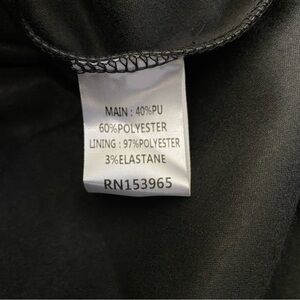 MAIN : 40%PU
60%POLYESTER
LINING : 97%POLYESTER
3%ELASTANE
RN153965